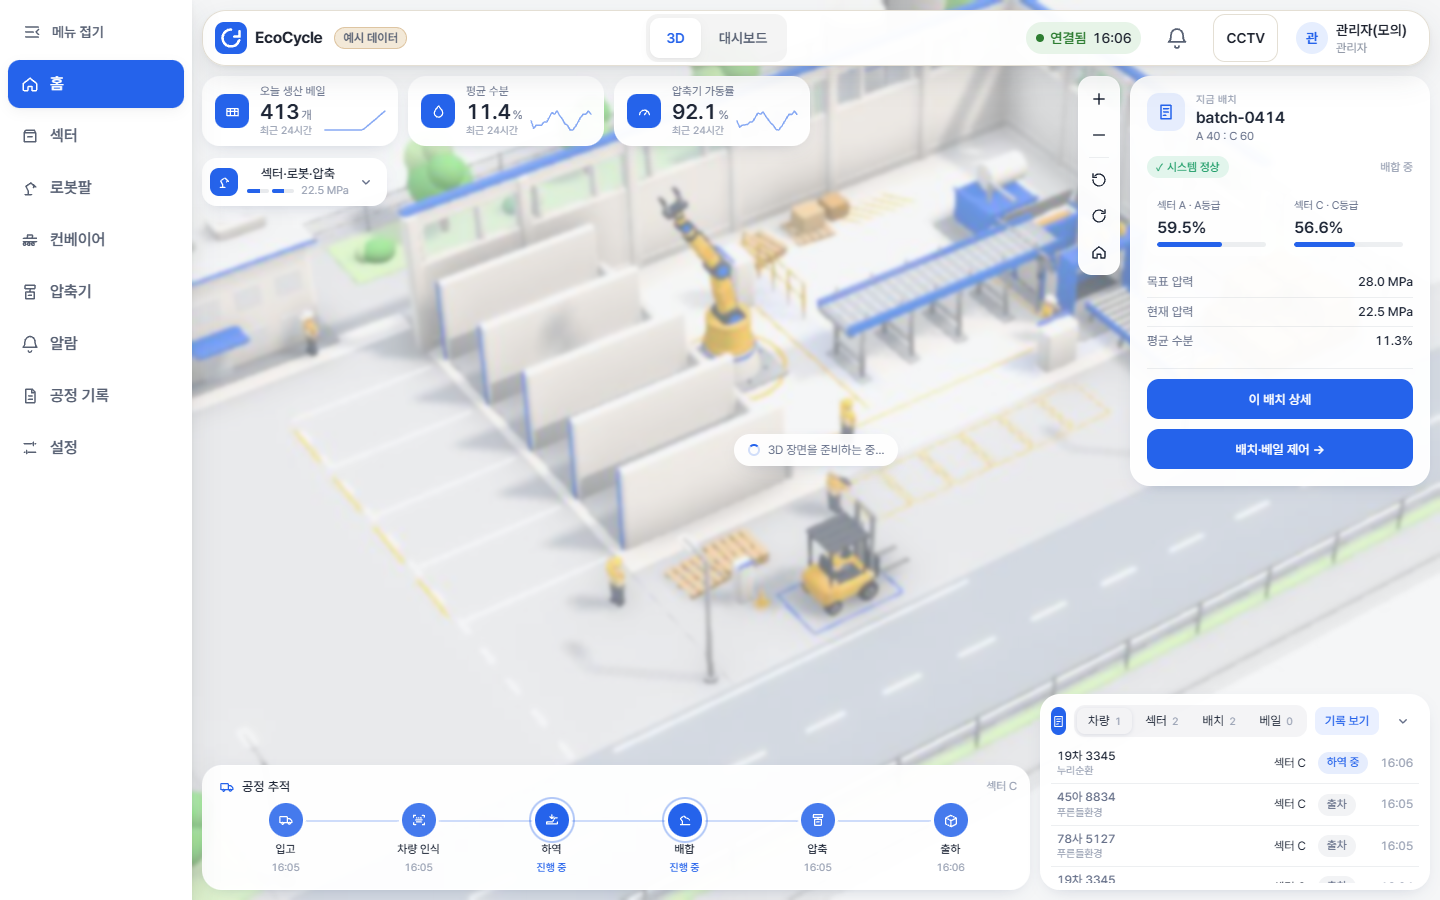 메뉴 접기
홈
섹터
로봇팔
컨베이어
압축기
알람
공정 기록
설정
EcoCycle 예시 데이터
3D 대시보드
연결됨 16:06
CCTV
관 관리자(모의)
관리자
오늘 생산 베일
413개
최근 24시간
평균 수분
11.4%
최근 24시간
압축기 가동률
92.1%
최근 24시간
섹터·로봇·압축
22.5 MPa
지금 배치
batch-0414
A 40 : C 60
✓ 시스템 정상 배합 중
섹터 A · A등급
59.5%
섹터 C · C등급
56.6%
목표 압력 28.0 MPa
현재 압력 22.5 MPa
평균 수분 11.3%
이 배치 상세
배치·베일 제어 →
3D 장면을 준비하는 중...
공정 추적 섹터 C
입고
16:05
차량 인식
16:05
하역
진행 중
배합
진행 중
압축
16:05
출하
16:06
차량 1 섹터 2 배치 2 베일 0 기록 보기
19차 3345 섹터 C 하역 중 16:06
누리순환
45아 8834 섹터 C 출차 16:05
푸른들환경
78사 5127 섹터 C 출차 16:05
푸른들환경
19차 3345